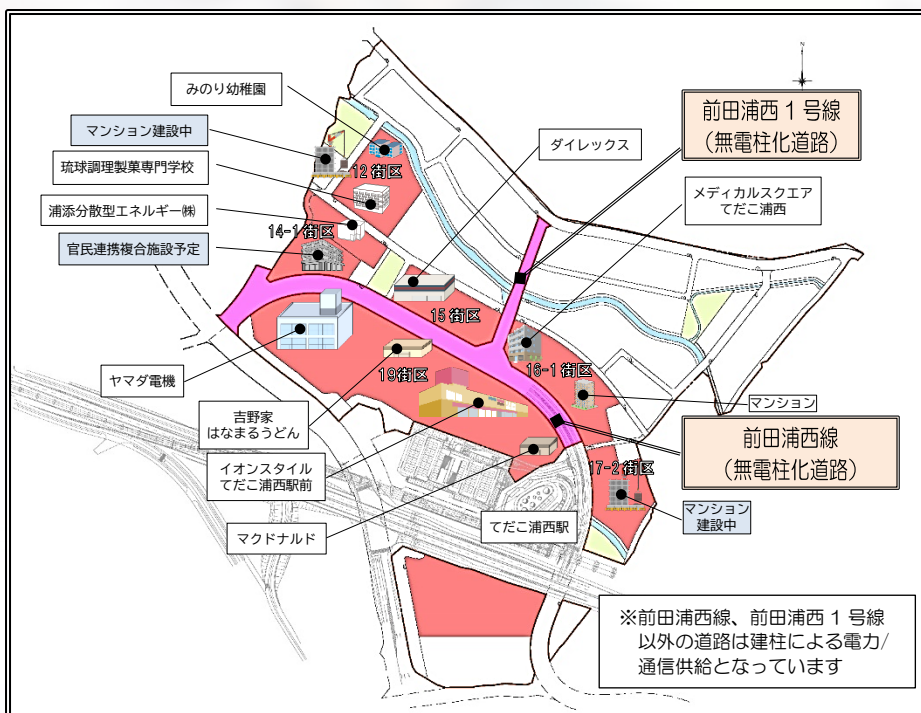 N
みのり幼稚園
マンション建設中
琉球調理製菓専門学校
浦添分散型エネルギー㈱
官民連携複合施設予定
ダイレックス
前田浦西1号線
(無電柱化道路)
メディカルスクエア
てだこ浦西
12街区
14-1街区
15街区
16-1街区
19街区
17-2街区
ヤマダ電機
吉野家
はなまるうどん
イオンスタイル
てだこ浦西駅前
マクドナルド
てだこ浦西駅
マンション
前田浦西線
(無電柱化道路)
マンション
建設中
※前田浦西線、前田浦西1号線
以外の道路は建柱による電力/
通信供給となっています